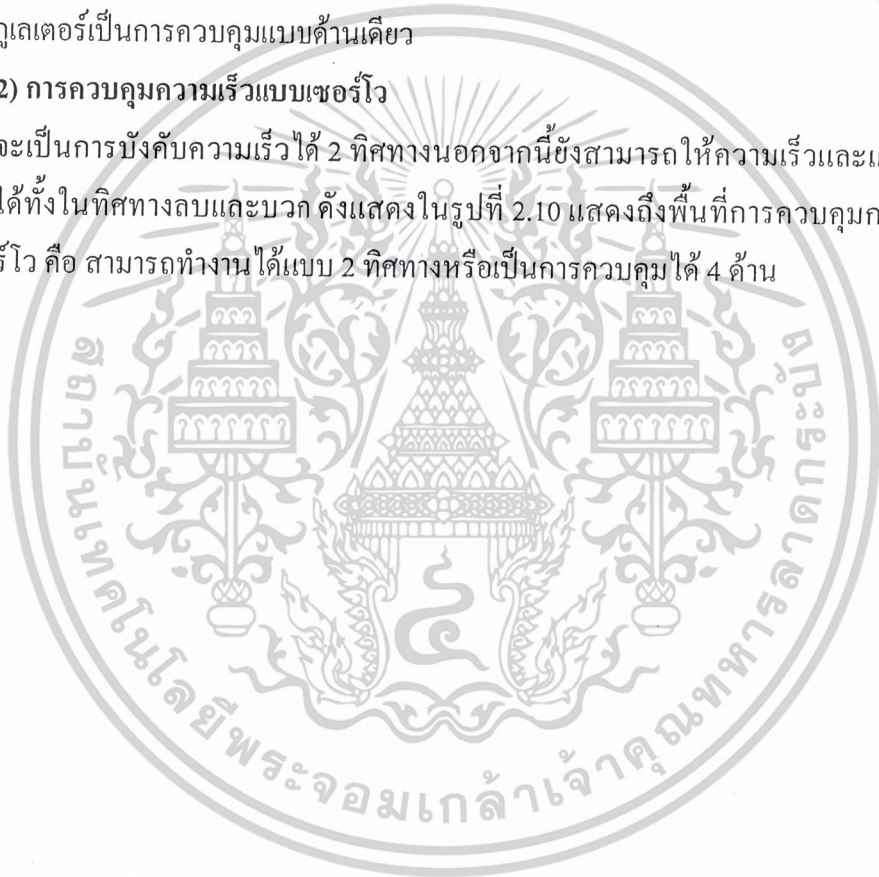 กูเลเตอร์เป็นการควบคุมแบบด้านเดียว
2) การควบคุมความเร็วแบบเซอร์โว
จะเป็นการบังคับความเร็วได้ 2 ทิศทางนอกจากนี้ยังสามารถให้ความเร็วและแ
ได้ทั้งในทิศทางลบและบวก ดังแสดงในรูปที่ 2.10 แสดงถึงพื้นที่การควบคุมก
ร์โว คือ สามารถทำงานได้แบบ 2 ทิศทางหรือเป็นการควบคุมได้ 4 ด้าน
สถาบันเทคโนโลยีพระจอมเกล้าเจ้าคุณทหารลาดกระบัง
๔